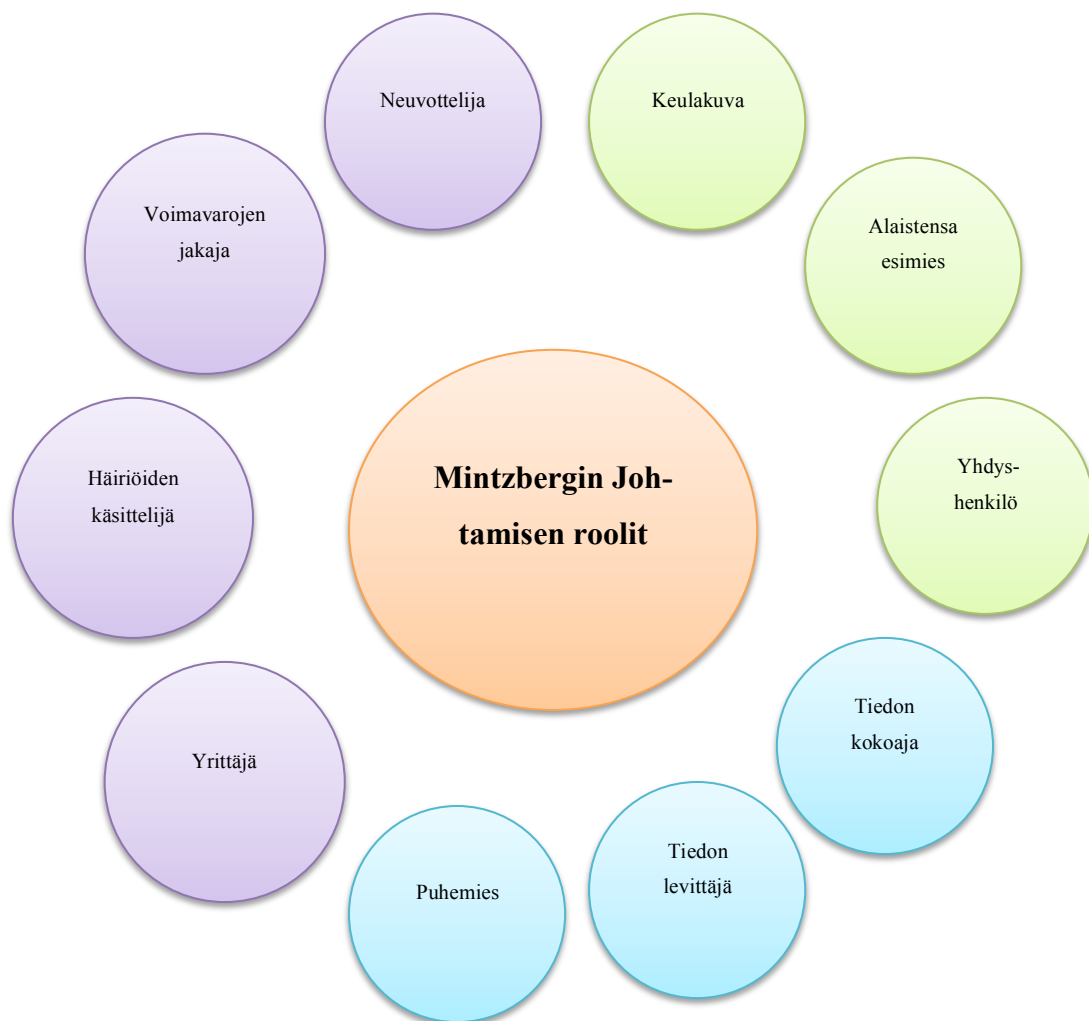 Neuvottelija
Keulakuva
Voimavarojen
jakaja
Alaistensa
esimies
Mintzbergin Joh-
tamisen roolit
Häiriöiden
käsittelijä
Yhdys-
henkilö
Yrittäjä
Tiedon
kokoaja
Puhemies
Tiedon
levittäjä